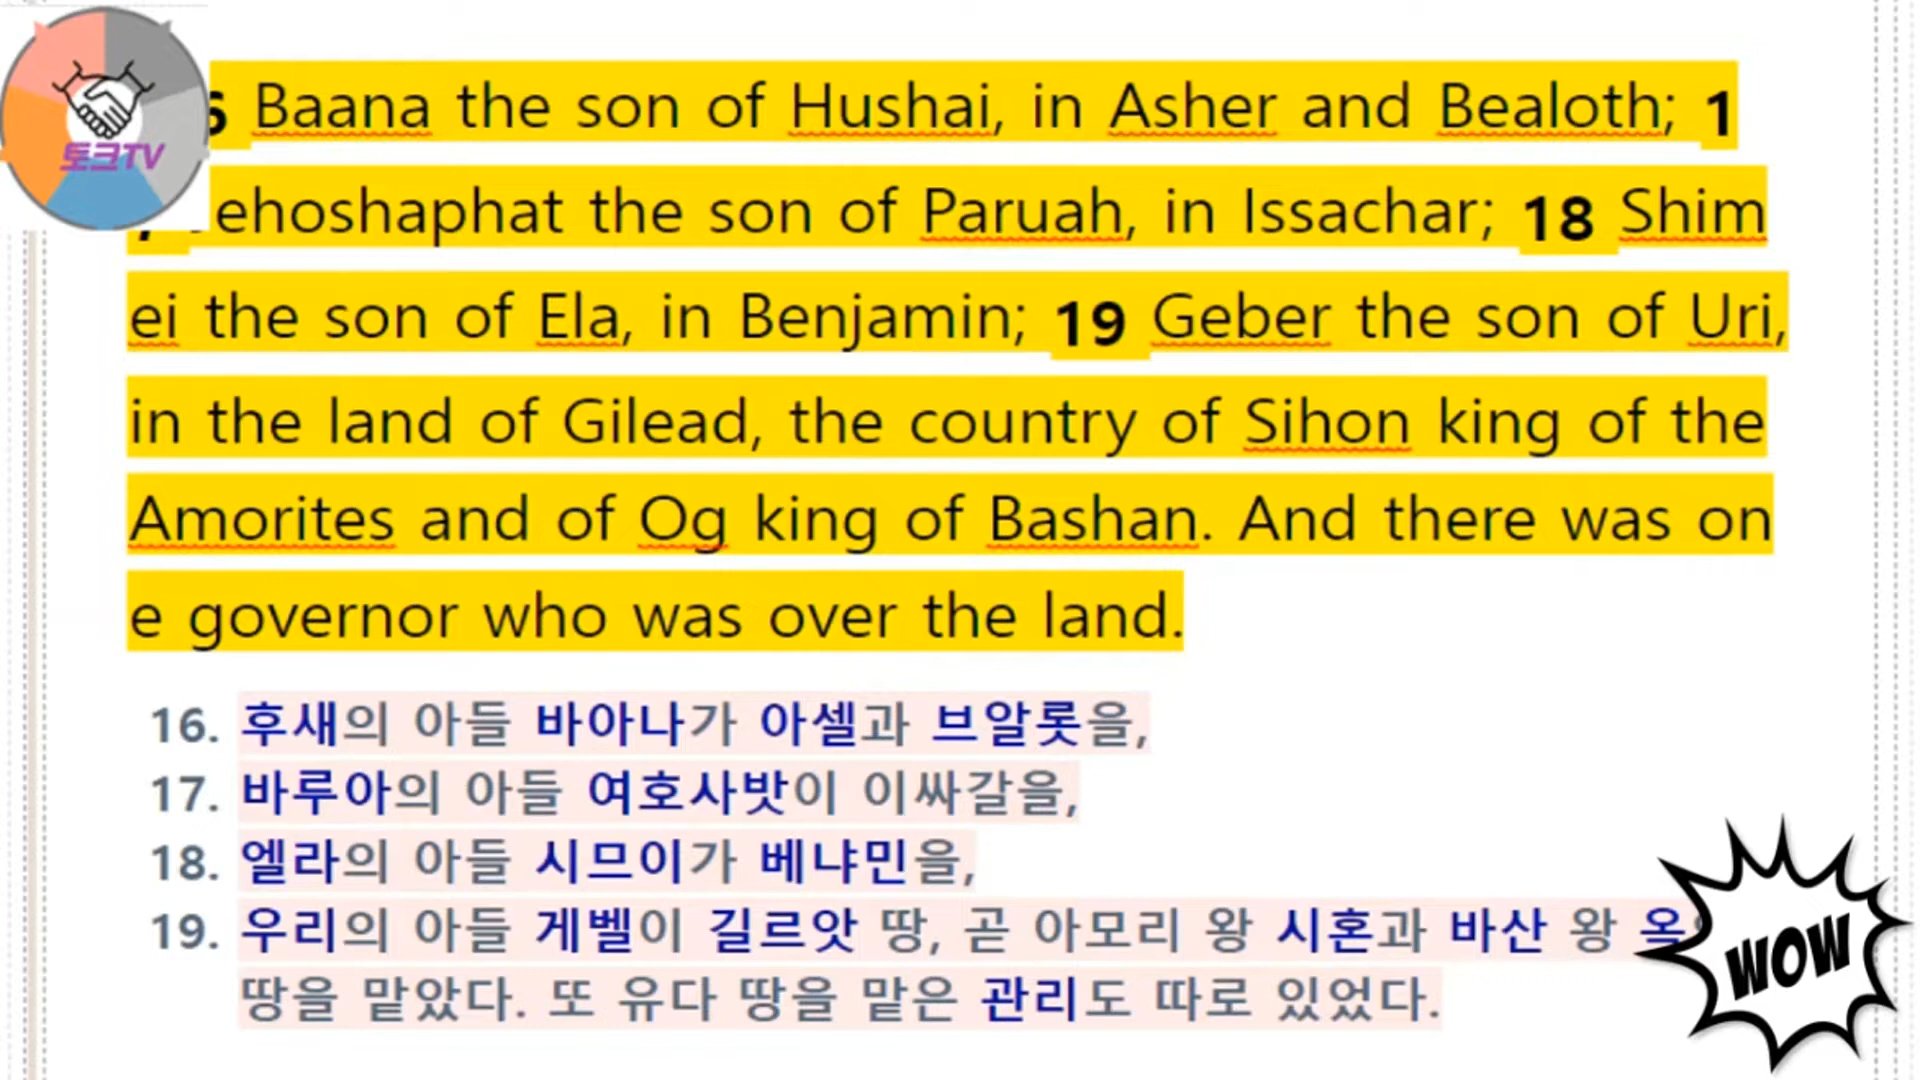 토크TV
6 Baana the son of Hushai, in Asher and Bealoth; 1
ehoshaphat the son of Paruah, in Issachar; 18 Shim
ei the son of Ela, in Benjamin; 19 Geber the son of Uri,
in the land of Gilead, the country of Sihon king of the
Amorites and of Og king of Bashan. And there was on
e governor who was over the land.
16. 후새의 아들 바아나가 아셀과 브알롯을,
17. 바루아의 아들 여호사밧이 이싸갈을,
18. 엘라의 아들 시므이가 베냐민을,
19. 우리의 아들 게벨이 길르앗 땅, 곧 아모리 왕 시혼과 바산 왕 옥
땅을 맡았다. 또 유다 땅을 맡은 관리도 따로 있었다.
WOW